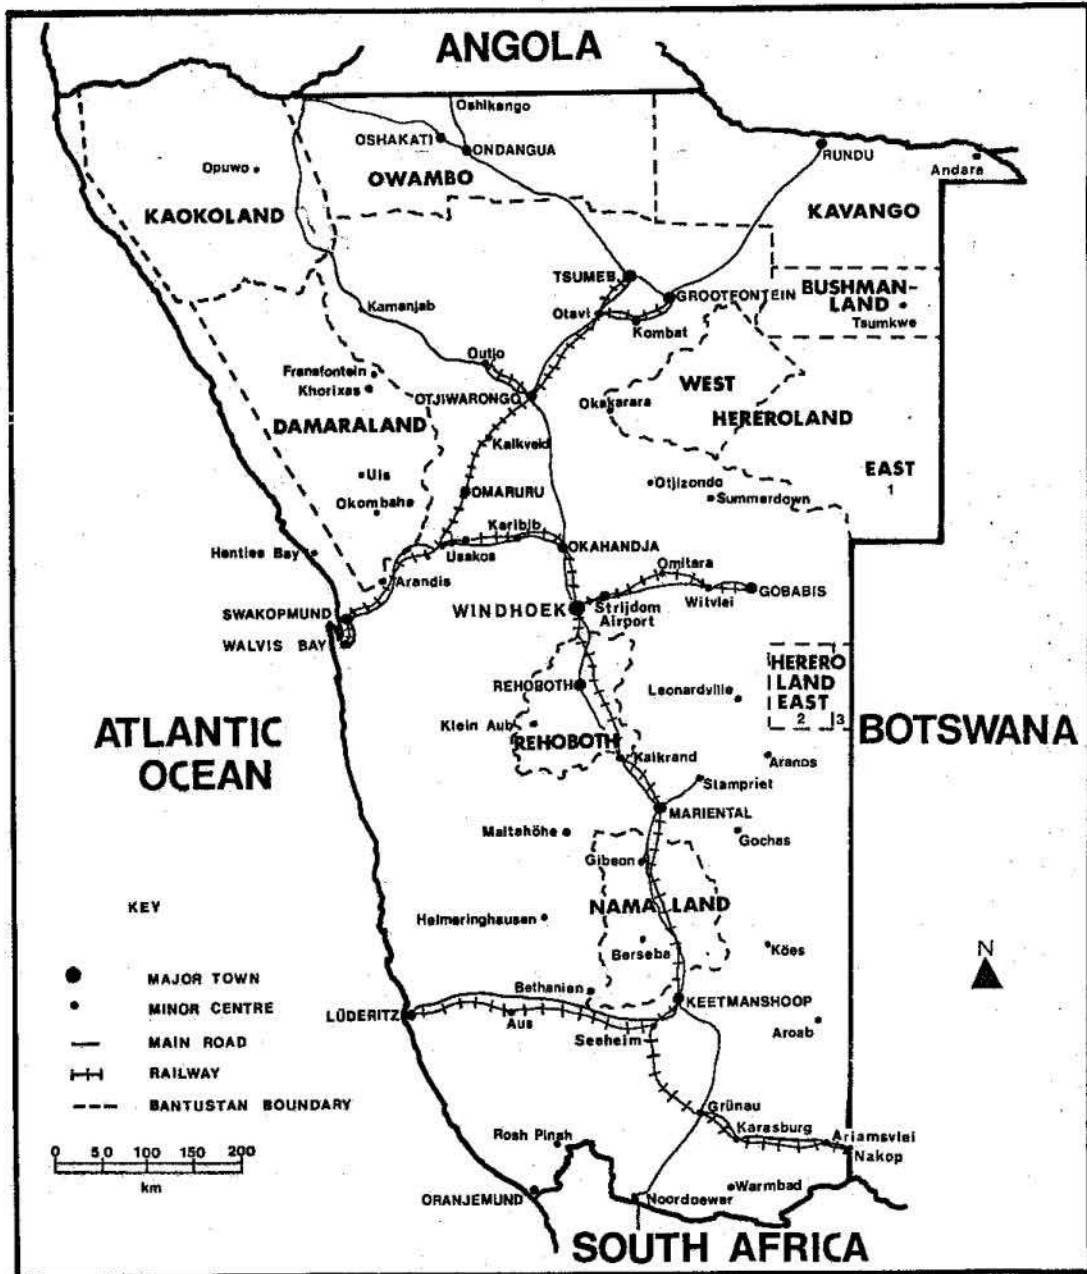 ANGOLA
Oshikango
OSHAKATI
ONDANGUA
RUNDU
Andara
Opuwo
OWAMBO
KAOKOLAND
KAVANGO
TSUMEB
BUSHMAN-
LAND
Tsumkwe
GROOTFONTEIN
Kamanjab
Otavi
Kombat
Outjo
Fransfontein
Khorixas
OTJIWARONGO
WEST
Okakarara
HEREROLAND
DAMARALAND
Kalkveld
EAST
1
Uis
Otjizondo
Summerdown
OMARURU
Okombahe
Karibib
Henties Bay
Usakos
OKAHANDJA
Omitara
Arandis
GOBABIS
Witvlei
SWAKOPMUND
WINDHOEK
Strijdom
Airport
WALVIS BAY
HERERO
LAND
EAST
2 3
REHOBOTH
Leonardville
Klein Aub
REHOBOTH
ATLANTIC
OCEAN
BOTSWANA
Kalkrand
Aranos
Stampriet
MARIENTAL
Maltahöhe
Gochas
Gibeon
KEY
NAMA LAND
Helmeringhausen
Berseba
Köes
N
MAJOR TOWN
Bethanien
KEETMANSHOOP
MINOR CENTRE
LÜDERITZ
Aus
Aroab
Seeheim
MAIN ROAD
RAILWAY
BANTUSTAN BOUNDARY
Grünau
Karasburg
Ariamsvlei
Nakop
Rosh Pinah
0 50 100 150 200
km
Warmbad
ORANJEMUND
Noordoewer
SOUTH AFRICA